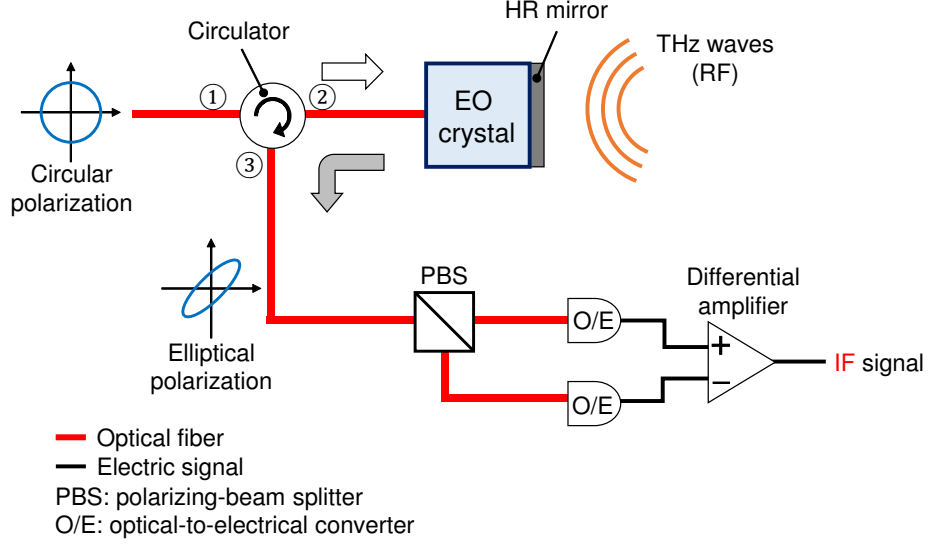 HR mirror
Circulator
THz waves
(RF)
① ②
EO
crystal
③
Circular
polarization
PBS
Differential
amplifier
O/E
+
IF signal
−
O/E
Elliptical
polarization
Optical fiber
Electric signal
PBS: polarizing-beam splitter
O/E: optical-to-electrical converter